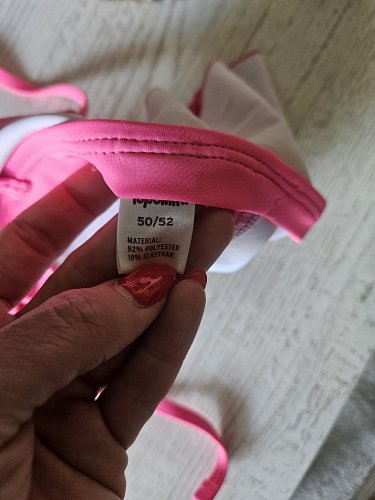 50/52
MATERIAL:
82% POLYESTER
18% ELASTHAN